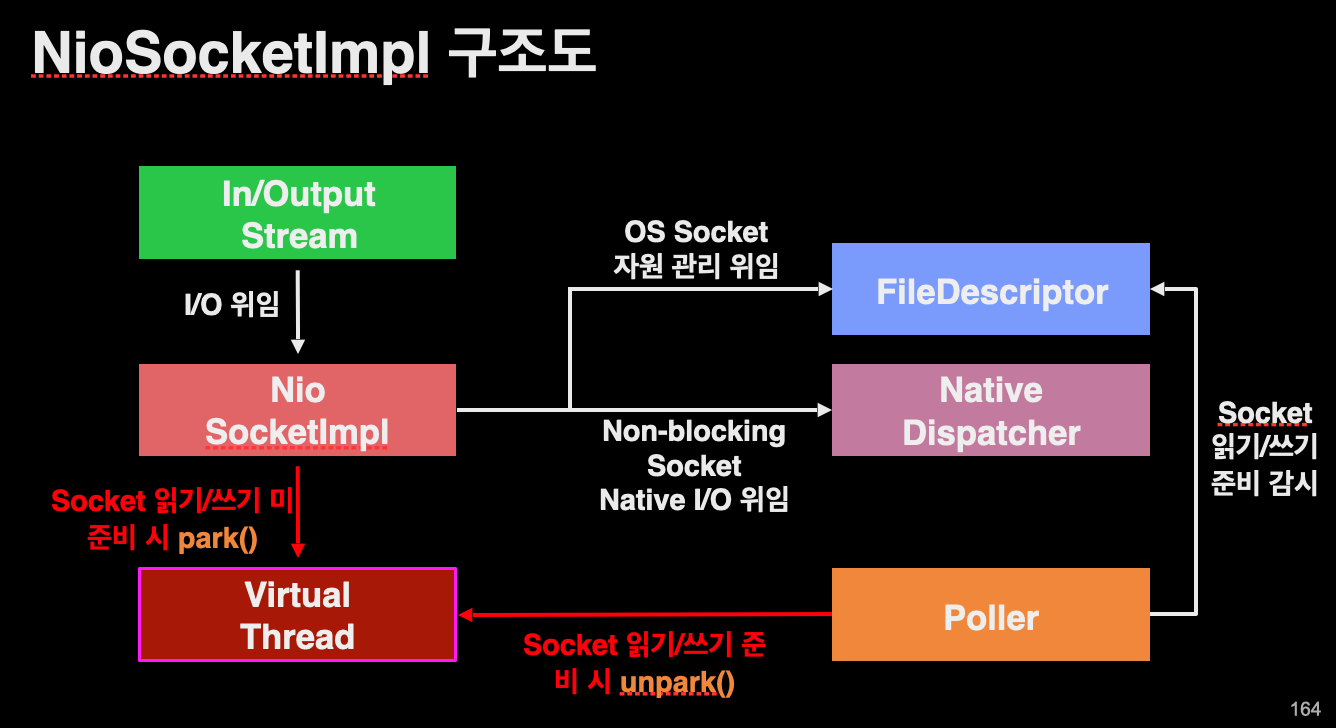 NioSocketImpl 구조도
In/Output
Stream
I/O 위임
Nio
SocketImpl
OS Socket
자원 관리 위임
FileDescriptor
Native
Dispatcher
Non-blocking
Socket
Native I/O 위임
Socket
읽기/쓰기
준비 감시
Socket 읽기/쓰기 미
준비 시 park()
Virtual
Thread
Socket 읽기/쓰기 준
비 시 unpark()
Poller
164